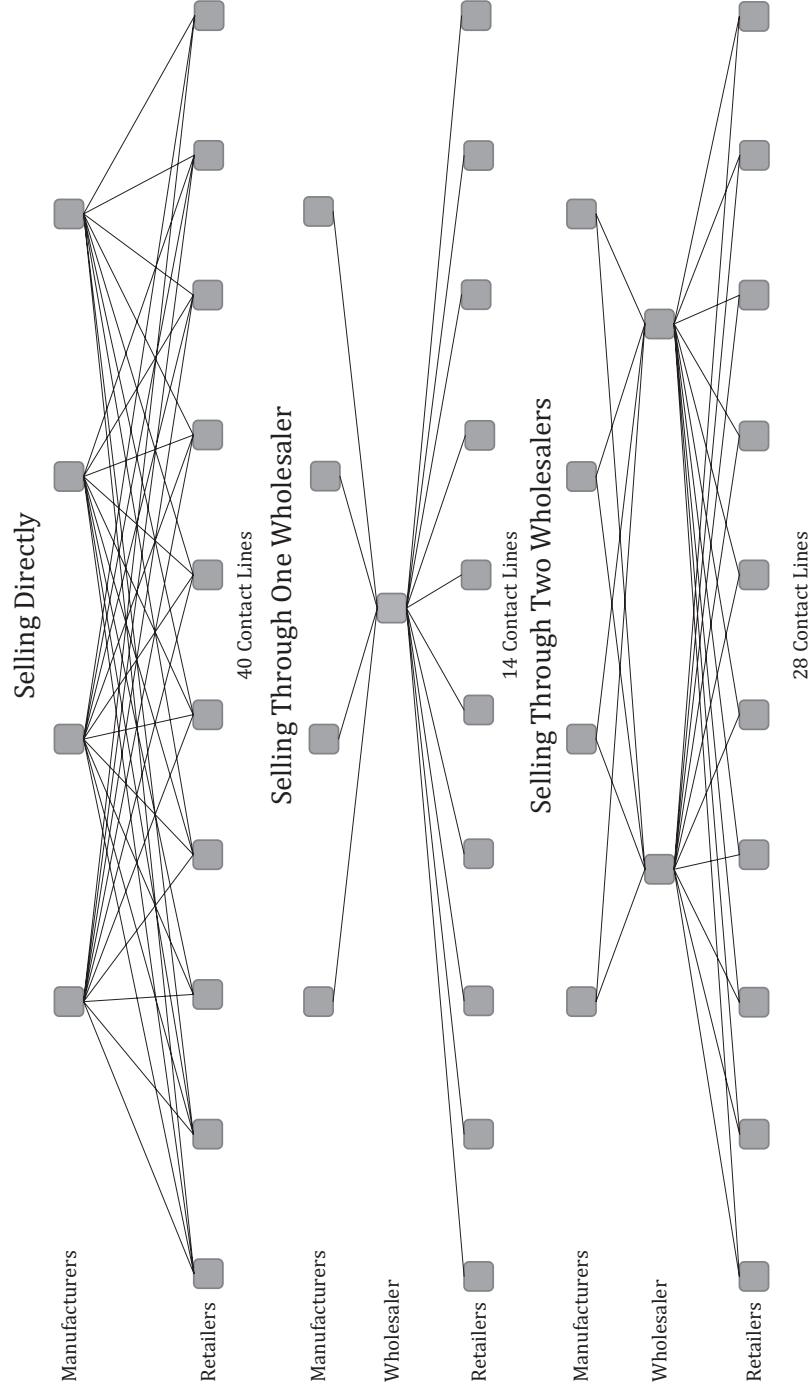 Selling Directly
Manufacturers
Retailers
40 Contact Lines
Selling Through One Wholesaler
Manufacturers
Wholesaler
Retailers
14 Contact Lines
Selling Through Two Wholesalers
Manufacturers
Wholesaler
Retailers
28 Contact Lines